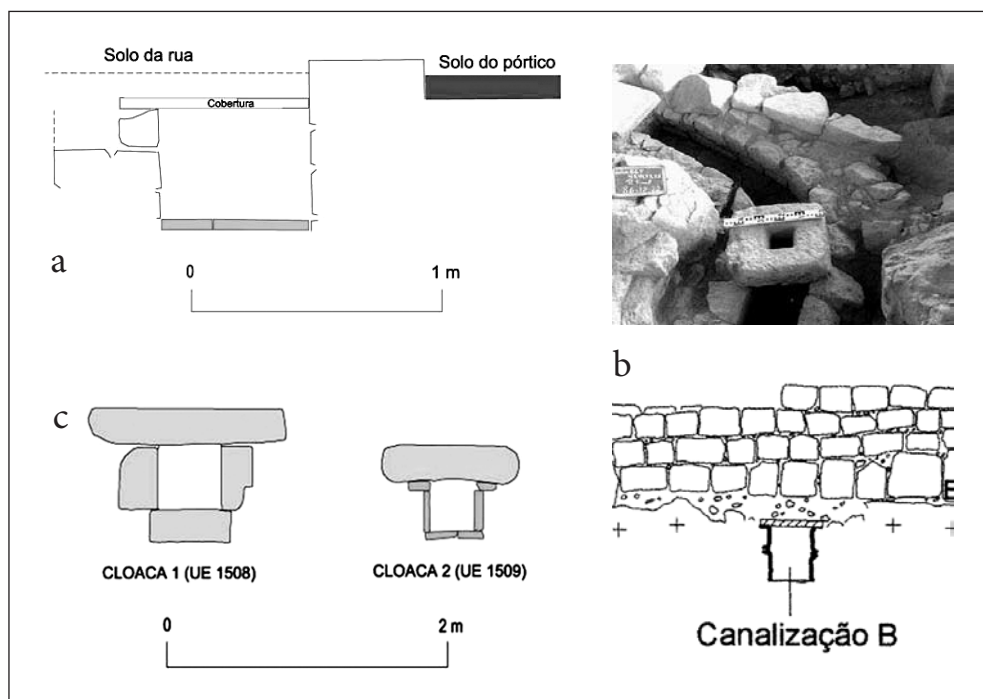 Solo da rua
Solo do pórtico
Cobertura
a
0 1 m
b
c
CLOACA 1 (UE 1508)
CLOACA 2 (UE 1509)
0 2 m
Canalização B